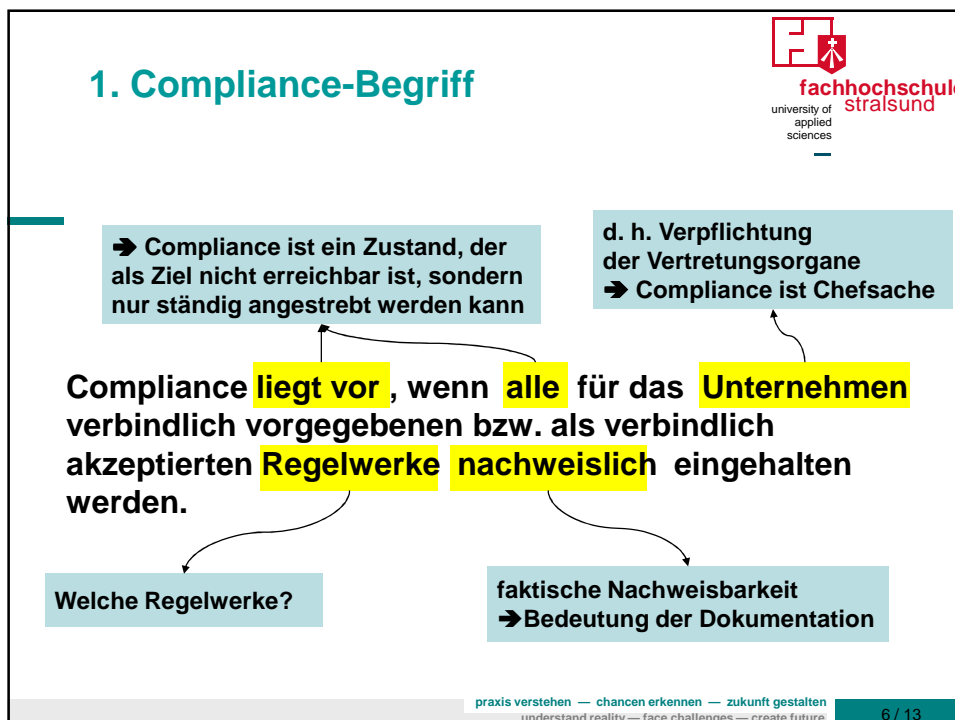 1. Compliance-Begriff
fachhochschule
university of stralsund
applied
sciences
➔ Compliance ist ein Zustand, der
als Ziel nicht erreichbar ist, sondern
nur ständig angestrebt werden kann
d. h. Verpflichtung
der Vertretungsorgane
➔ Compliance ist Chefsache
Compliance liegt vor , wenn alle für das Unternehmen
verbindlich vorgegebenen bzw. als verbindlich
akzeptierten Regelwerke nachweislich eingehalten
werden.
Welche Regelwerke?
faktische Nachweisbarkeit
➔Bedeutung der Dokumentation
praxis verstehen — chancen erkennen — zukunft gestalten
understand reality — face challenges — create future
6 / 13